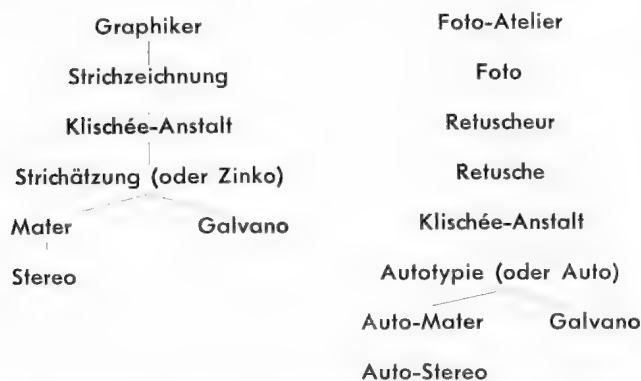 Graphiker
Strichzeichnung
Klischée-Anstalt
Strichätzung (oder Zinko)
Mater Galvano
Stereo
Foto-Atelier
Foto
Retuscheur
Retusche
Klischée-Anstalt
Autotypie (oder Auto)
Auto-Mater Galvano
Auto-Stereo